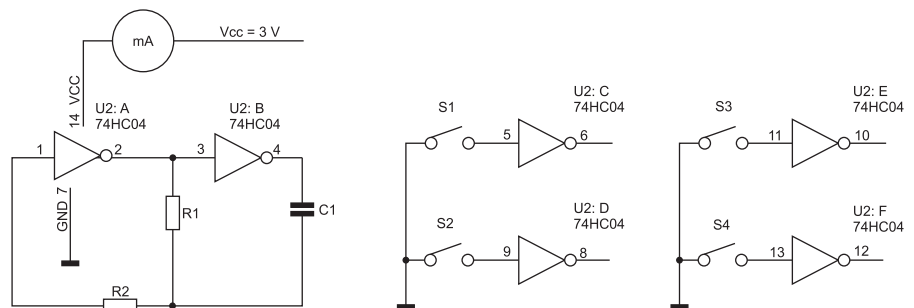 mA
Vcc = 3 V
14 VCC
U2: A
74HC04
1
2
GND 7
U2: B
74HC04
3
4
R1
C1
R2
S1
U2: C
74HC04
5
6
S2
U2: D
74HC04
9
8
S3
U2: E
74HC04
11
10
S4
U2: F
74HC04
13
12